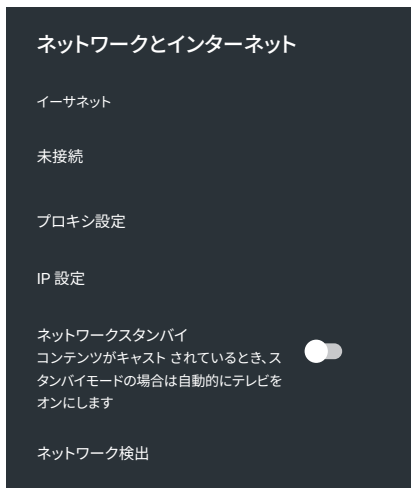 ネットワークとインターネット
イーサネット
未接続
プロキシ設定
IP 設定
ネットワークスタンバイ
コンテンツがキャスト されているとき、ス
タンバイモードの場合は自動的にテレビを
オンにします
ネットワーク検出